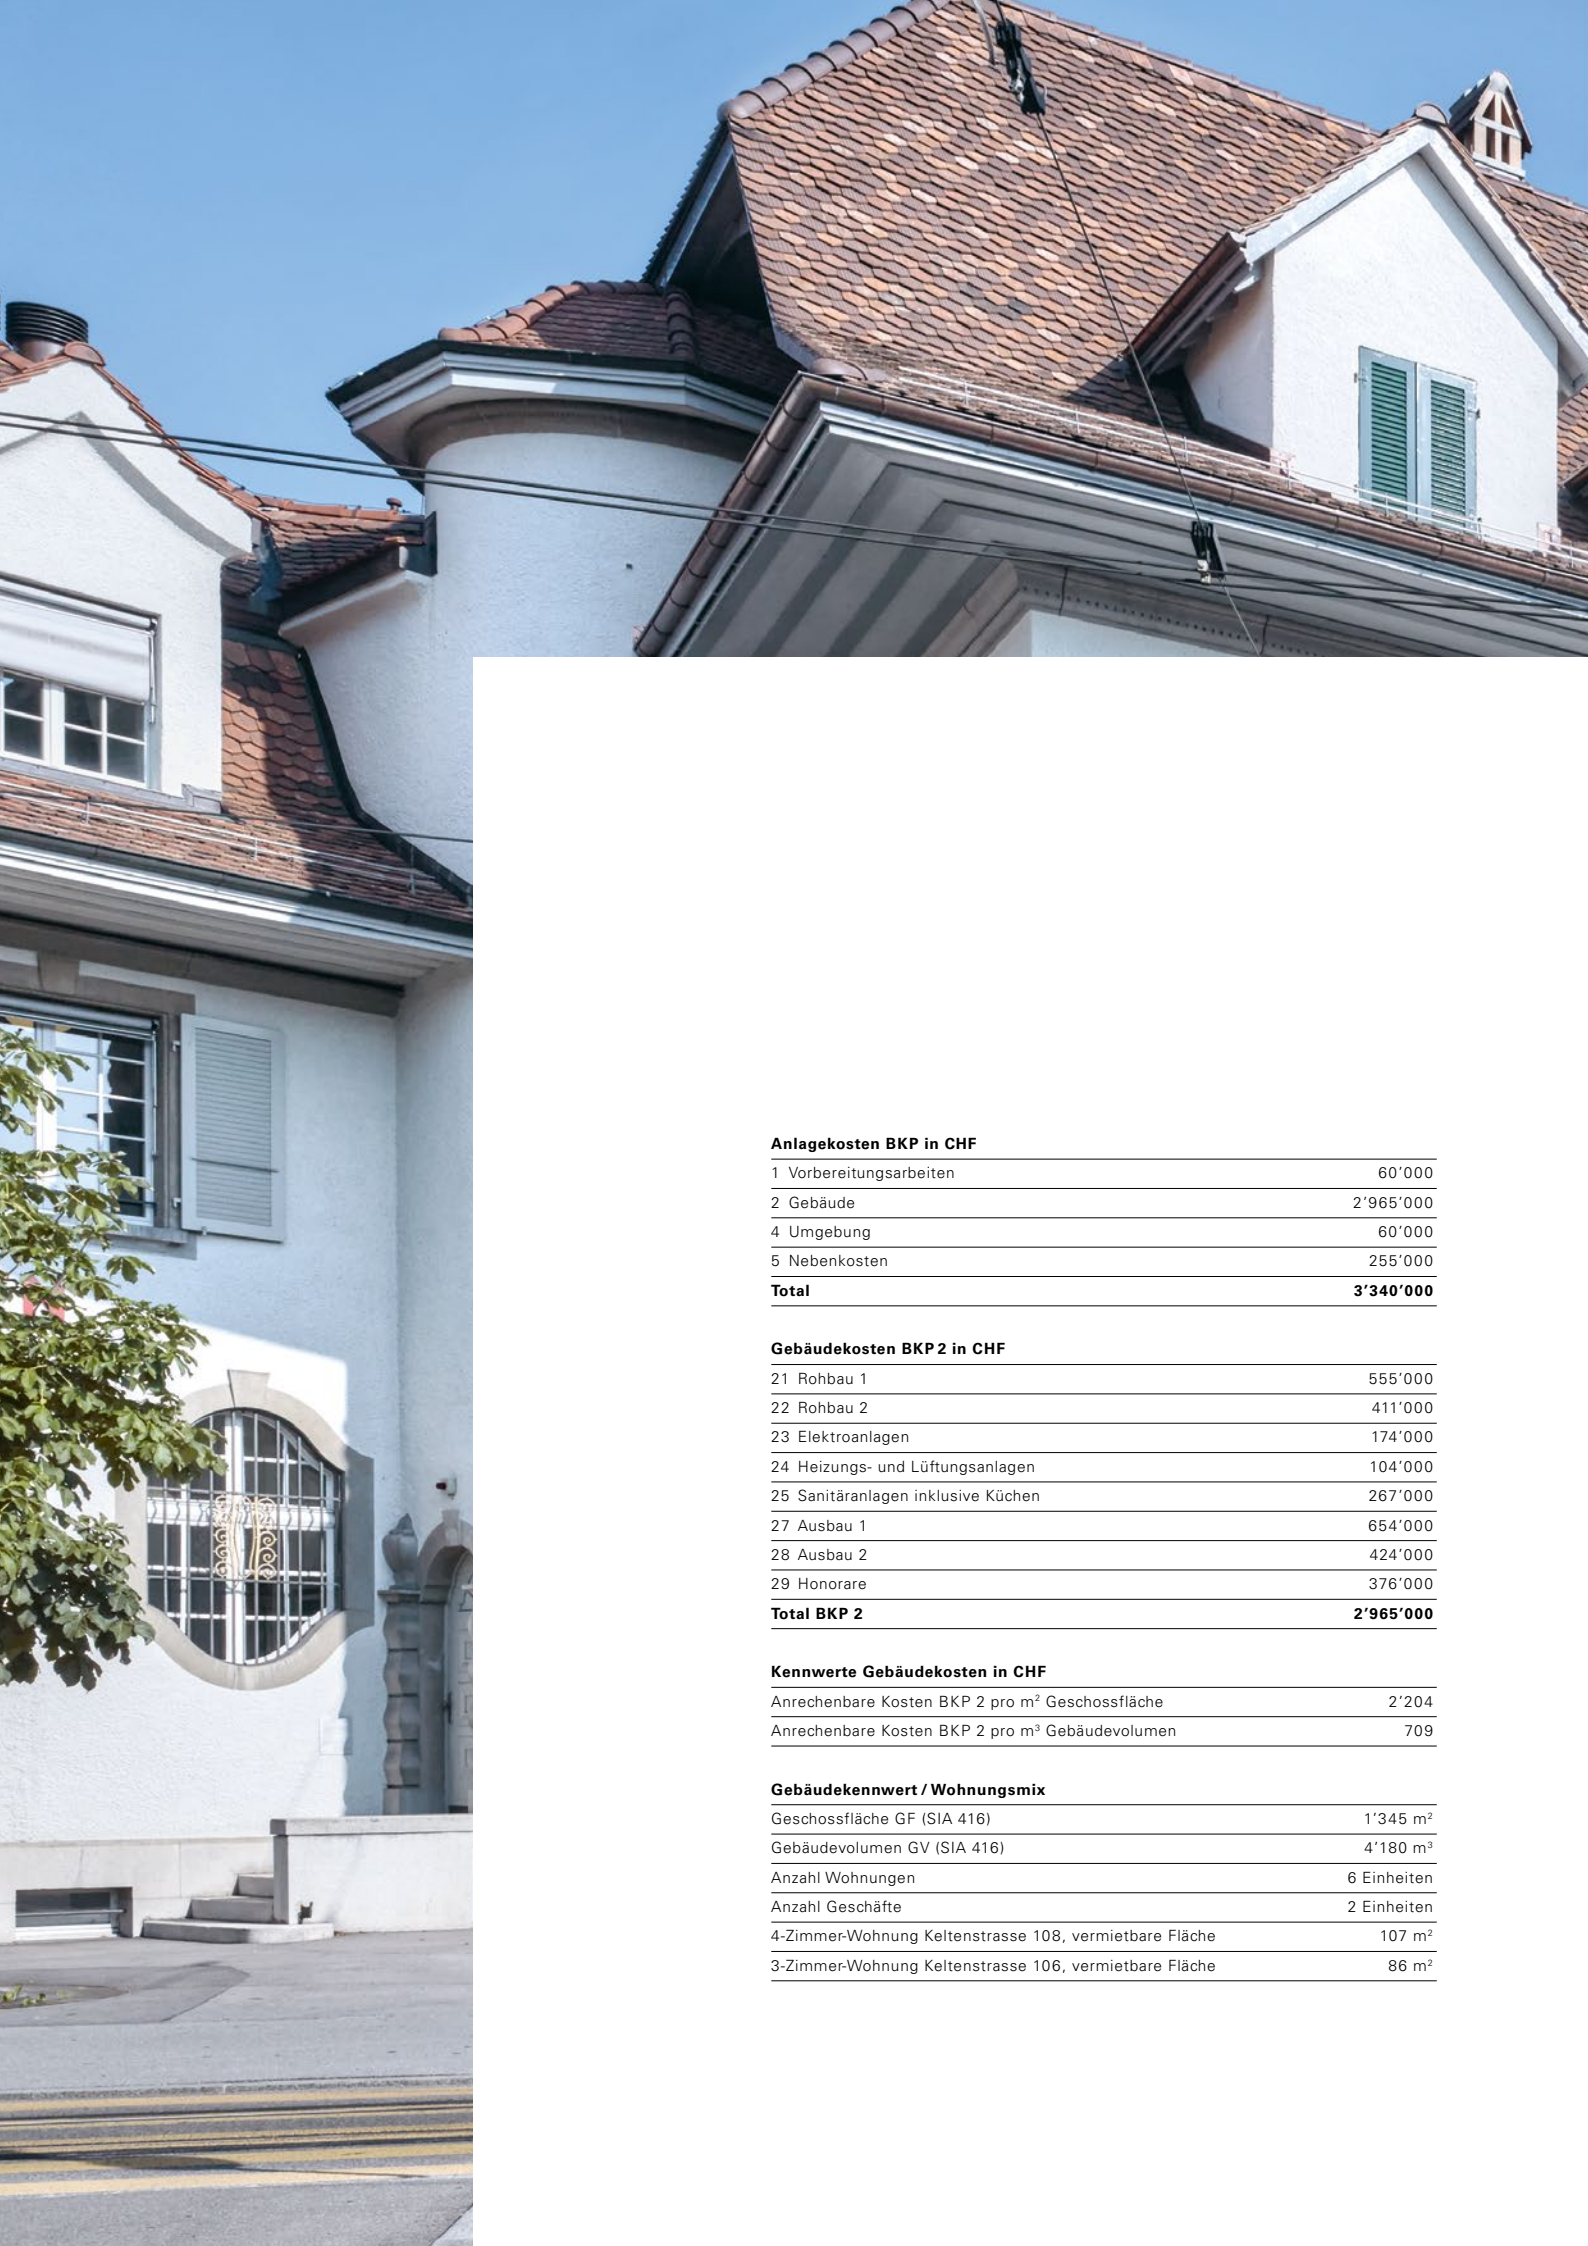 Anlagekosten BKP in CHF
1 Vorbereitungsarbeiten 60’000
2 Gebäude 2’965’000
4 Umgebung 60’000
5 Nebenkosten 255’000
Total 3’340’000
Gebäudekosten BKP 2 in CHF
21 Rohbau 1 555’000
22 Rohbau 2 411’000
23 Elektroanlagen 174’000
24 Heizungs- und Lüftungsanlagen 104’000
25 Sanitäranlagen inklusive Küchen 267’000
27 Ausbau 1 654’000
28 Ausbau 2 424’000
29 Honorare 376’000
Total BKP 2 2’965’000
Kennwerte Gebäudekosten in CHF
Anrechenbare Kosten BKP 2 pro m² Geschossfläche 2’204
Anrechenbare Kosten BKP 2 pro m³ Gebäudevolumen 709
Gebäudekennwert / Wohnungsmix
Geschossfläche GF (SIA 416) 1’345 m²
Gebäudevolumen GV (SIA 416) 4’180 m³
Anzahl Wohnungen 6 Einheiten
Anzahl Geschäfte 2 Einheiten
4-Zimmer-Wohnung Keltenstrasse 108, vermietbare Fläche 107 m²
3-Zimmer-Wohnung Keltenstrasse 106, vermietbare Fläche 86 m²